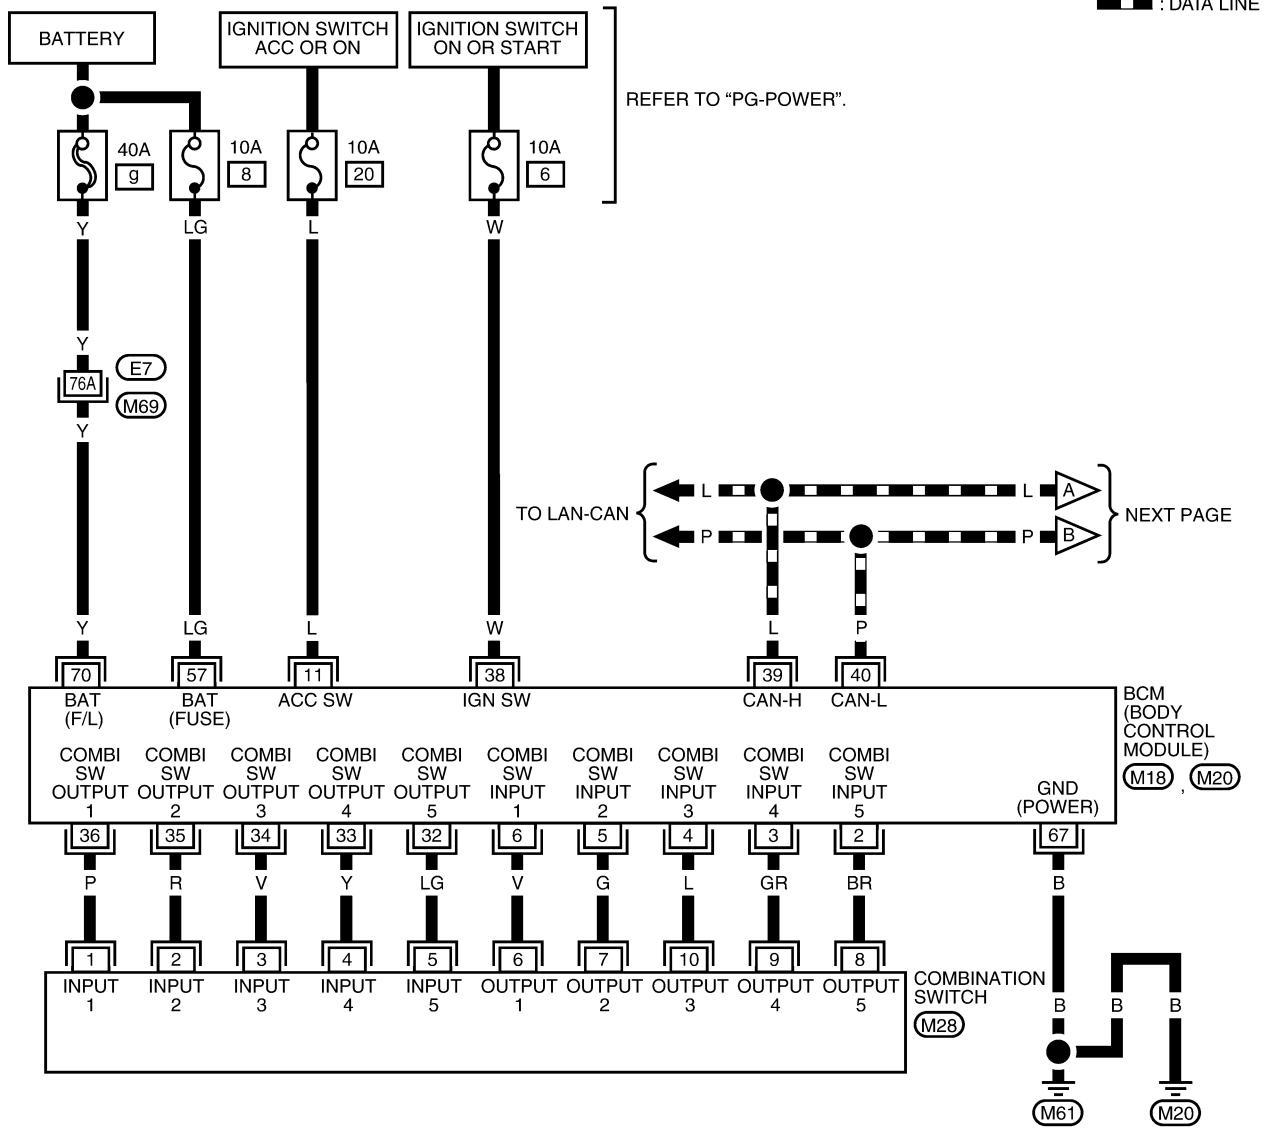 : DATA LINE
BATTERY
IGNITION SWITCH
ACC OR ON
IGNITION SWITCH
ON OR START
REFER TO “PG-POWER”.
40A
g
10A
8
10A
20
10A
6
Y
LG
L
W
Y
76A
E7
M69
Y
TO LAN-CAN
L
L
A
P
P
B
NEXT PAGE
Y
LG
L
W
L
P
70
57
11
38
39
40
BAT
(F/L)
BAT
(FUSE)
ACC SW
IGN SW
CAN-H
CAN-L
BCM
(BODY
CONTROL
MODULE)
M18 , M20
COMBI
SW
OUTPUT
1
COMBI
SW
OUTPUT
2
COMBI
SW
OUTPUT
3
COMBI
SW
OUTPUT
4
COMBI
SW
OUTPUT
5
COMBI
SW
INPUT
1
COMBI
SW
INPUT
2
COMBI
SW
INPUT
3
COMBI
SW
INPUT
4
COMBI
SW
INPUT
5
GND
(POWER)
36
35
34
33
32
6
5
4
3
2
67
P
R
V
Y
LG
V
G
L
GR
BR
B
1
2
3
4
5
6
7
10
9
8
INPUT
1
INPUT
2
INPUT
3
INPUT
4
INPUT
5
OUTPUT
1
OUTPUT
2
OUTPUT
3
OUTPUT
4
OUTPUT
5
COMBINATION
SWITCH
M28
B
B
B
M61
M20